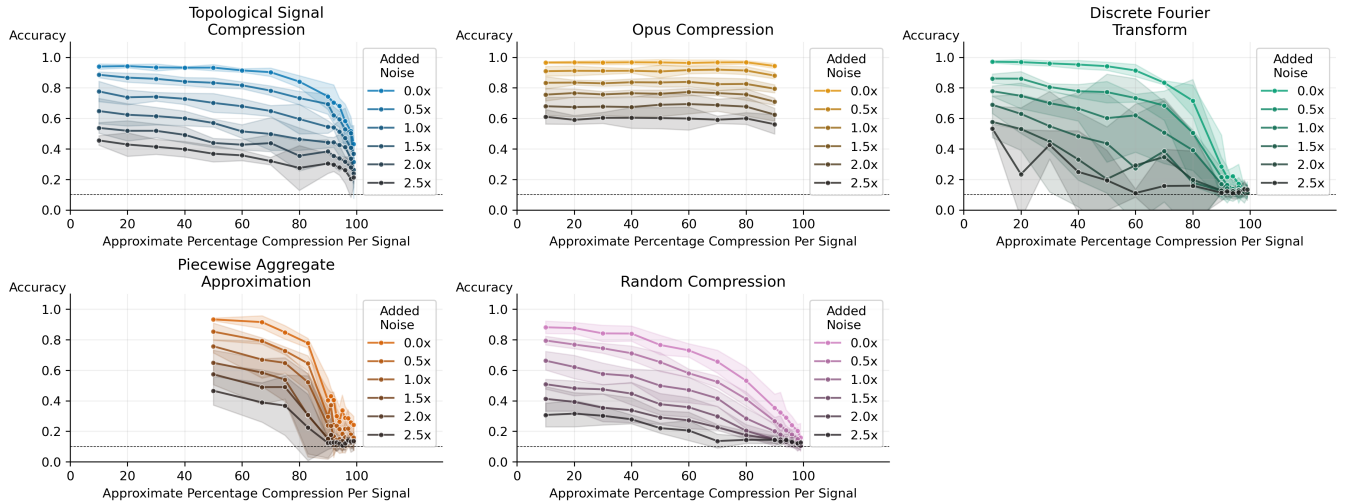 Topological Signal
Compression
Accuracy
1.0
0.8
0.6
0.4
0.2
0.0
0
20
40
60
80
100
Approximate Percentage Compression Per Signal
Added
Noise
0.0x
0.5x
1.0x
1.5x
2.0x
2.5x
Opus Compression
Accuracy
1.0
0.8
0.6
0.4
0.2
0.0
0
20
40
60
80
100
Approximate Percentage Compression Per Signal
Added
Noise
0.0x
0.5x
1.0x
1.5x
2.0x
2.5x
Discrete Fourier
Transform
Accuracy
1.0
0.8
0.6
0.4
0.2
0.0
0
20
40
60
80
100
Approximate Percentage Compression Per Signal
Added
Noise
0.0x
0.5x
1.0x
1.5x
2.0x
2.5x
Piecewise Aggregate
Approximation
Accuracy
1.0
0.8
0.6
0.4
0.2
0.0
0
20
40
60
80
100
Approximate Percentage Compression Per Signal
Added
Noise
0.0x
0.5x
1.0x
1.5x
2.0x
2.5x
Random Compression
Accuracy
1.0
0.8
0.6
0.4
0.2
0.0
0
20
40
60
80
100
Approximate Percentage Compression Per Signal
Added
Noise
0.0x
0.5x
1.0x
1.5x
2.0x
2.5x